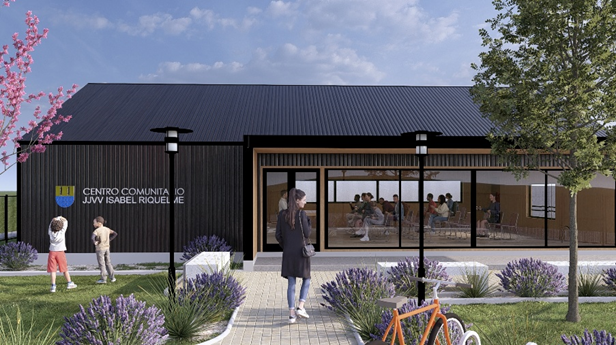 CENTRO COMUNITARIO
JJVV ISABEL RIQUELME